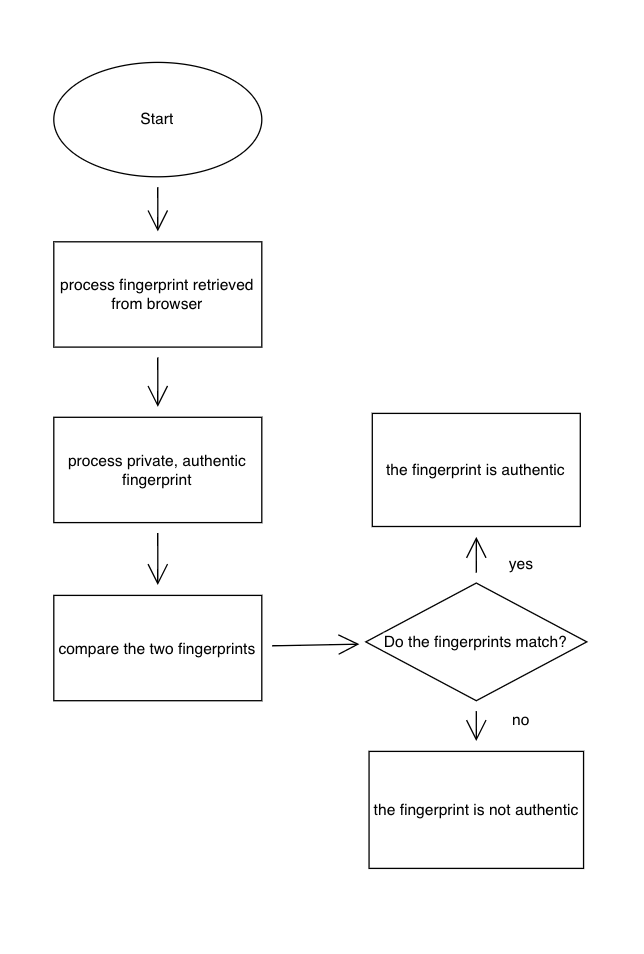 Start
process fingerprint retrieved
from browser
process private, authentic
fingerprint
compare the two fingerprints
the fingerprint is authentic
yes
Do the fingerprints match?
no
the fingerprint is not authentic